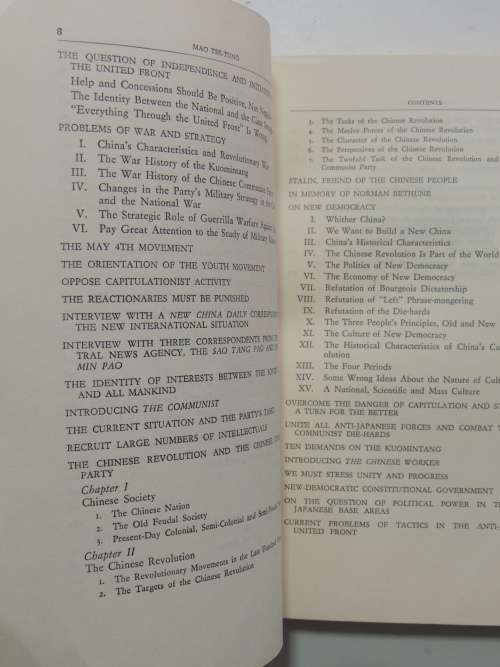 8
MAO TSE-TUNG
THE QUESTION OF INDEPENDENCE AND INITIATIVE
THE UNITED FRONT
Help and Concessions Should Be Positive, Not
The Identity Between the National and the Class
"Everything Through the United Front" Is Wrong
PROBLEMS OF WAR AND STRATEGY
I. China's Characteristics and Revolutionary War
II. The War History of the Kuomintang
III. The War History of the Chinese Communist Party
IV. Changes in the Party's Military Strategy in the
and the National War
V. The Strategic Role of Guerrilla Warfare Against
VI. Pay Great Attention to the Study of Military
THE MAY 4TH MOVEMENT
THE ORIENTATION OF THE YOUTH MOVEMENT
OPPOSE CAPITULATIONIST ACTIVITY
THE REACTIONARIES MUST BE PUNISHED
INTERVIEW WITH A NEW CHINA DAILY
THE NEW INTERNATIONAL SITUATION
INTERVIEW WITH THREE CORRESPONDENTS
TRAL NEWS AGENCY, THE SAO TANG PAO AND
MIN PAO
THE IDENTITY OF INTERESTS BETWEEN THE
AND ALL MANKIND
INTRODUCING THE COMMUNIST
THE CURRENT SITUATION AND THE PARTY'S TASKS
RECRUIT LARGE NUMBERS OF INTELLECTUALS
THE CHINESE REVOLUTION AND THE CHINESE
PARTY
Chapter I
Chinese Society
1. The Chinese Nation
2. The Old Feudal Society
3. Present-Day Colonial, Semi-Colonial and Semi-Feudal
Chapter II
The Chinese Revolution
1. The Revolutionary Movements in the Last Hundred
2. The Targets of the Chinese Revolution
CONTENTS
3. The Tasks of the Chinese Revolution
4. The Motive Forces of the Chinese Revolution
5. The Character of the Chinese Revolution
6. The Perspectives of the Chinese Revolution
7. The Twofold Task of the Chinese Revolution and
Communist Party
STALIN, FRIEND OF THE CHINESE PEOPLE
IN MEMORY OF NORMAN BETHUNE
ON NEW DEMOCRACY
I. Whither China?
II. We Want to Build a New China
III. China's Historical Characteristics
IV. The Chinese Revolution Is Part of the World
V. The Politics of New Democracy
VI. The Economy of New Democracy
VII. Refutation of Bourgeois Dictatorship
VIII. Refutation of "Left" Phrase-mongering
IX. Refutation of the Die-hards
X. The Three People's Principles, Old and New
XI. The Culture of New Democracy
XII. The Historical Characteristics of China's
olution
XIII. The Four Periods
XIV. Some Wrong Ideas About the Nature of
XV. A National, Scientific and Mass Culture
OVERCOME THE DANGER OF CAPITULATION AND
A TURN FOR THE BETTER
UNITE ALL ANTI-JAPANESE FORCES AND COMBAT
COMMUNIST DIE-HARDS
TEN DEMANDS ON THE KUOMINTANG
INTRODUCING THE CHINESE WORKER
WE MUST STRESS UNITY AND PROGRESS
NEW-DEMOCRATIC CONSTITUTIONAL GOVERNMENT
ON THE QUESTION OF POLITICAL POWER IN
JAPANESE BASE AREAS
CURRENT PROBLEMS OF TACTICS IN THE ANTI-
UNITED FRONT